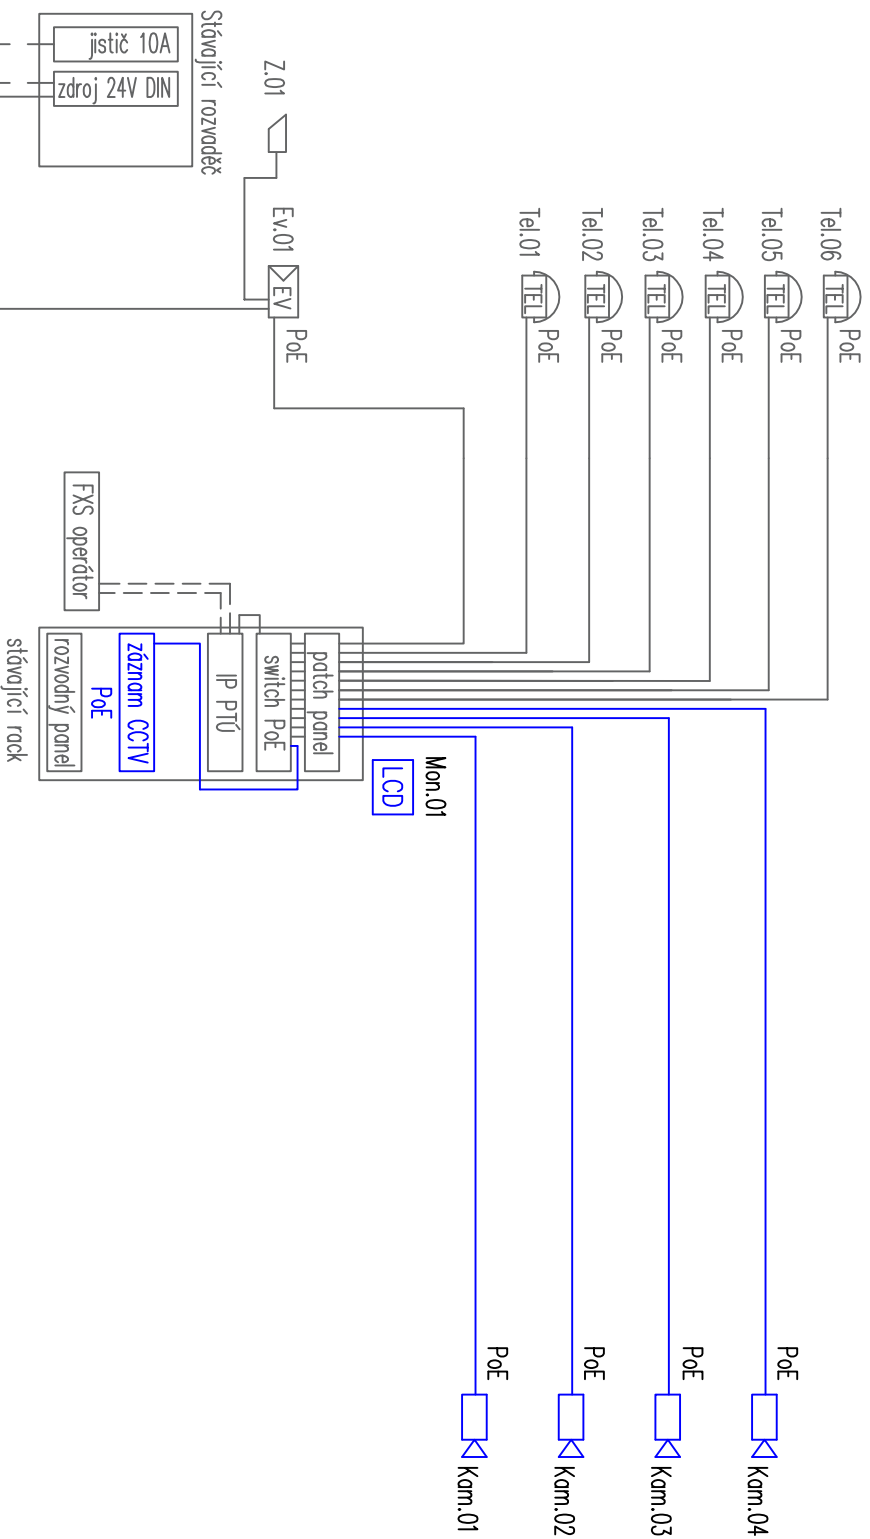 Stávající rozvaděč
jistič 10A
zdroj 24V DIN
Z.01
Ev.01
EV
PoE
Tel.01
TEL
PoE
Tel.02
TEL
PoE
Tel.03
TEL
PoE
Tel.04
TEL
PoE
Tel.05
TEL
PoE
Tel.06
TEL
PoE
FXS operátor
patch panel
switch PoE
IP PTÚ
záznam CCTV
PoE
rozvodný panel
stávající rack
Mon.01
LCD
PoE
Kam.01
PoE
Kam.02
PoE
Kam.03
PoE
Kam.04